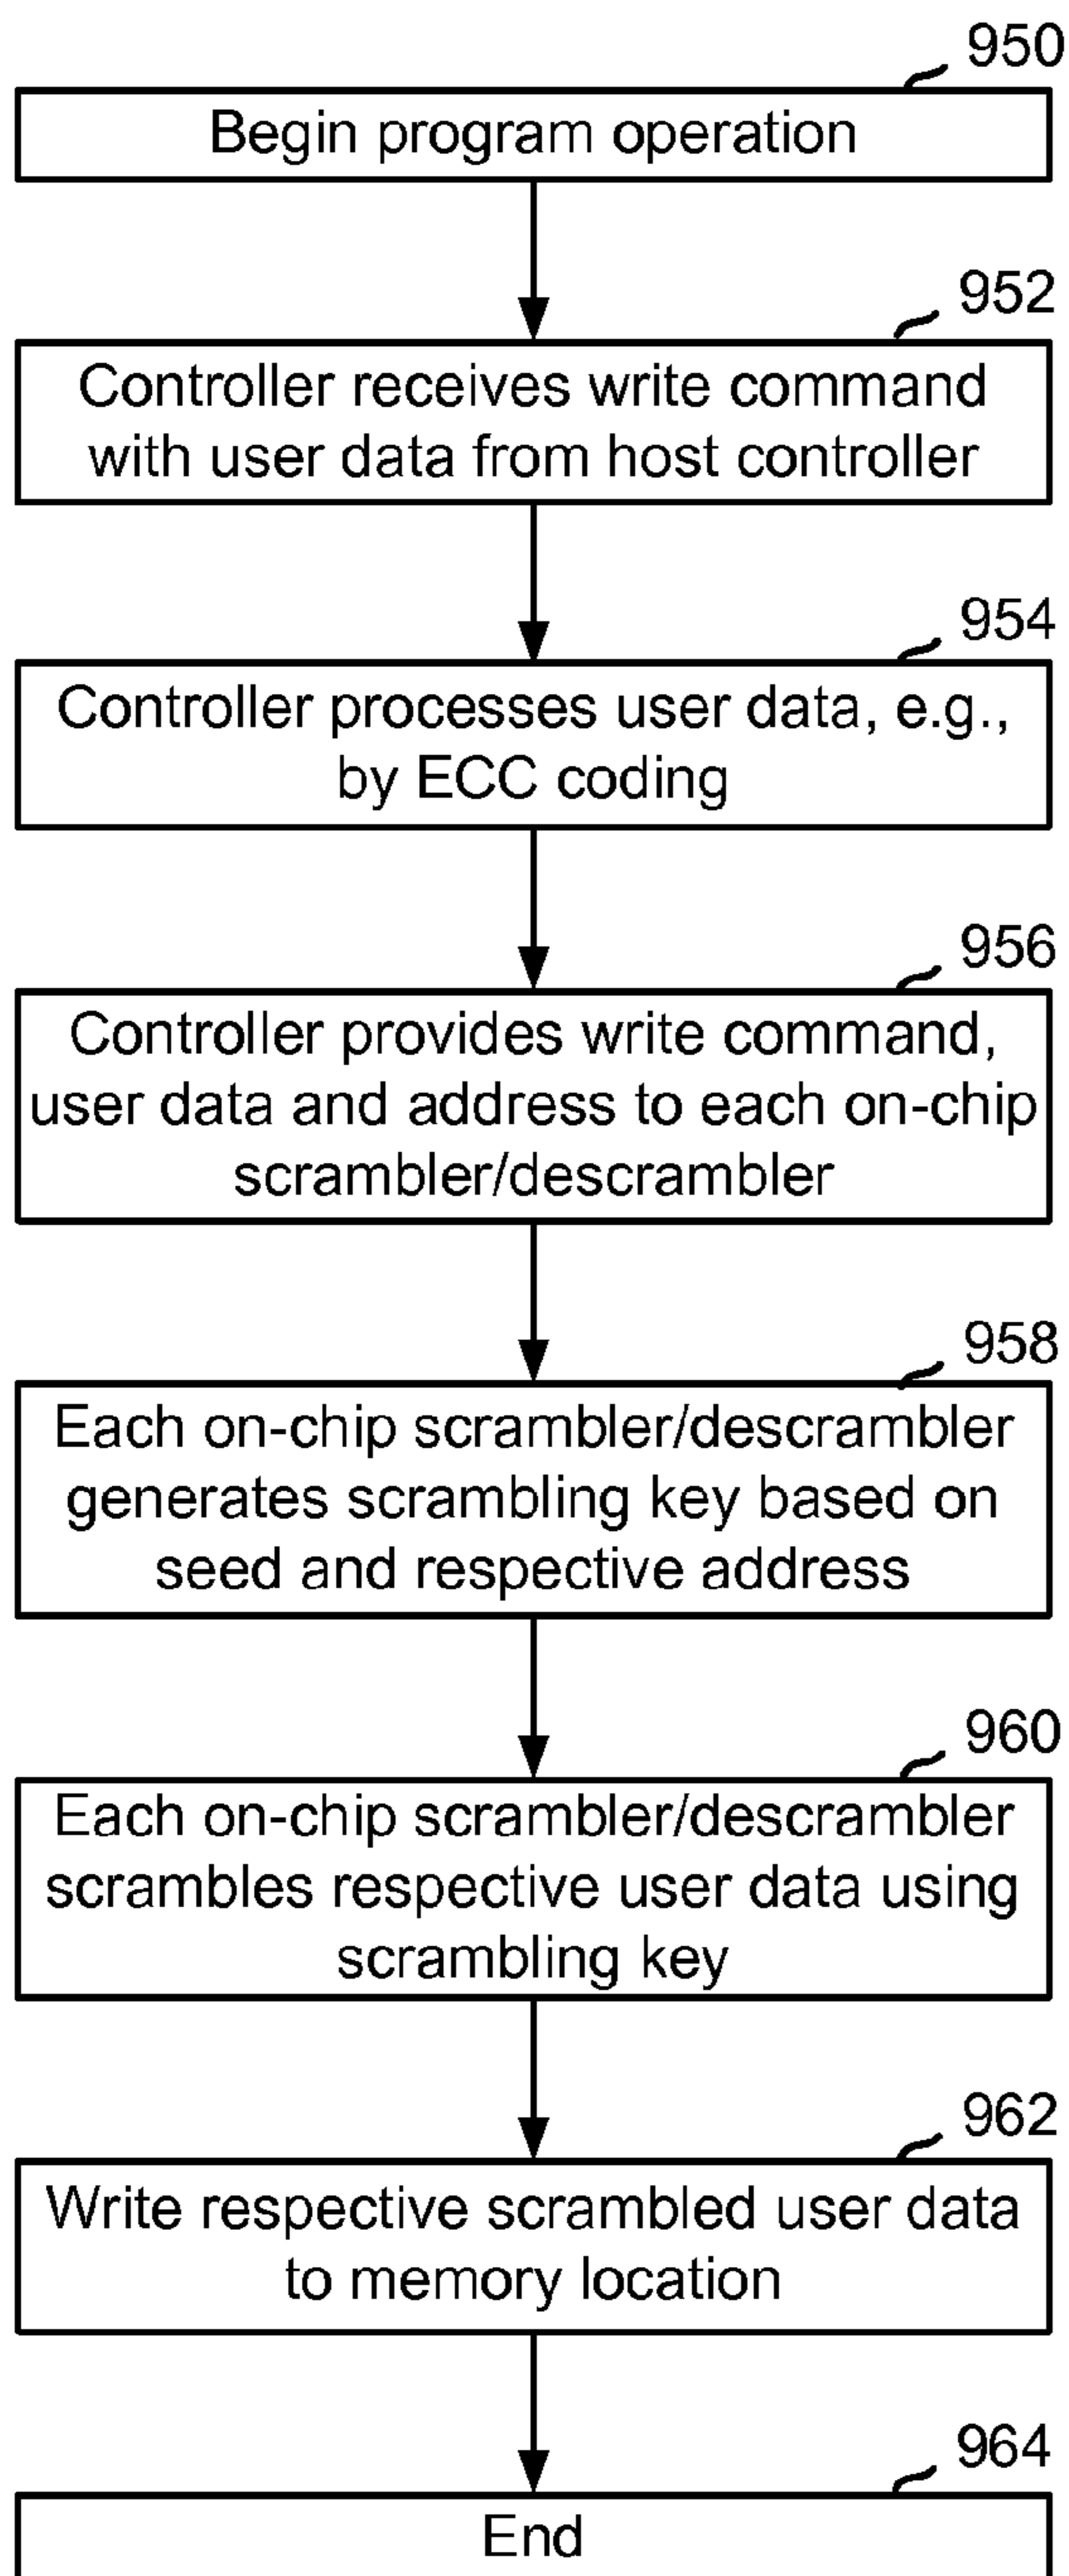 950
Begin program operation
952
Controller receives write command
with user data from host controller
954
Controller processes user data, e.g.,
by ECC coding
956
Controller provides write command,
user data and address to each on-chip
scrambler/descrambler
958
Each on-chip scrambler/descrambler
generates scrambling key based on
seed and respective address
960
Each on-chip scrambler/descrambler
scrambles respective user data using
scrambling key
962
Write respective scrambled user data
to memory location
964
End